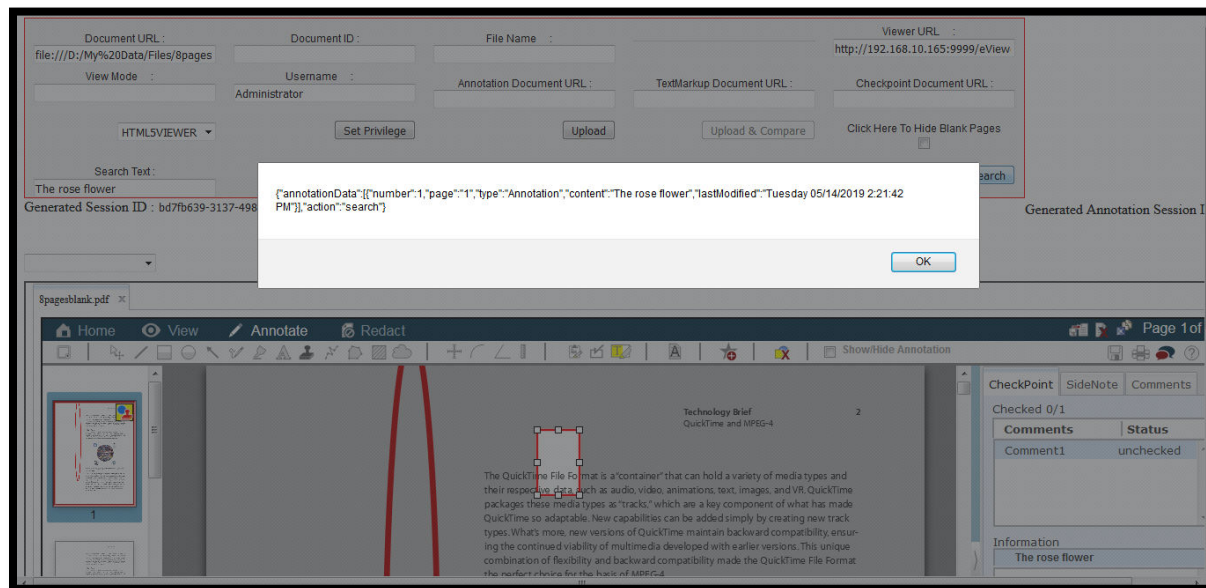 Document URL :
Document ID :
File Name :
Viewer URL :
file:///D:/My%20Data/Files/8pages
http://192.168.10.165:9999/eView
View Mode :
Username :
Annotation Document URL :
TextMarkup Document URL :
Checkpoint Document URL :
Administrator
HTML5VIEWER
Set Privilege
Upload
Upload & Compare
Click Here To Hide Blank Pages
Search Text :
The rose flower
{"annotationData":[{"number":1,"page":"1","type":"Annotation","content":"The rose flower","lastModified":"Tuesday 05/14/2019 2:21:42
PM"}],"action":"search"}
earch
Generated Session ID : bd7fb639-3137-498
Generated Annotation Session I
OK
8pagesblank.pdf
Home
View
Annotate
Redact
Page 1 of
Show/Hide Annotation
CheckPoint
SideNote
Comments
Checked 0/1
Comments
Status
Comment1
unchecked
Information
The rose flower
1
Technology Brief
2
QuickTime and MPEG-4
The QuickTime File Format is a "container" that can hold a variety of media types and
their respective data such as audio, video, animations, text, images, and VR. QuickTime
packages these media types as "tracks," which are a key component of what has made
QuickTime so adaptable. New capabilities can be added simply by creating new track
types. What's more, new versions of QuickTime maintain backward compatibility, ensur-
ing the continued viability of multimedia developed with earlier versions. This unique
combination of flexibility and backward compatibility made the QuickTime File Format
the perfect choice for the basis of MPEG-4